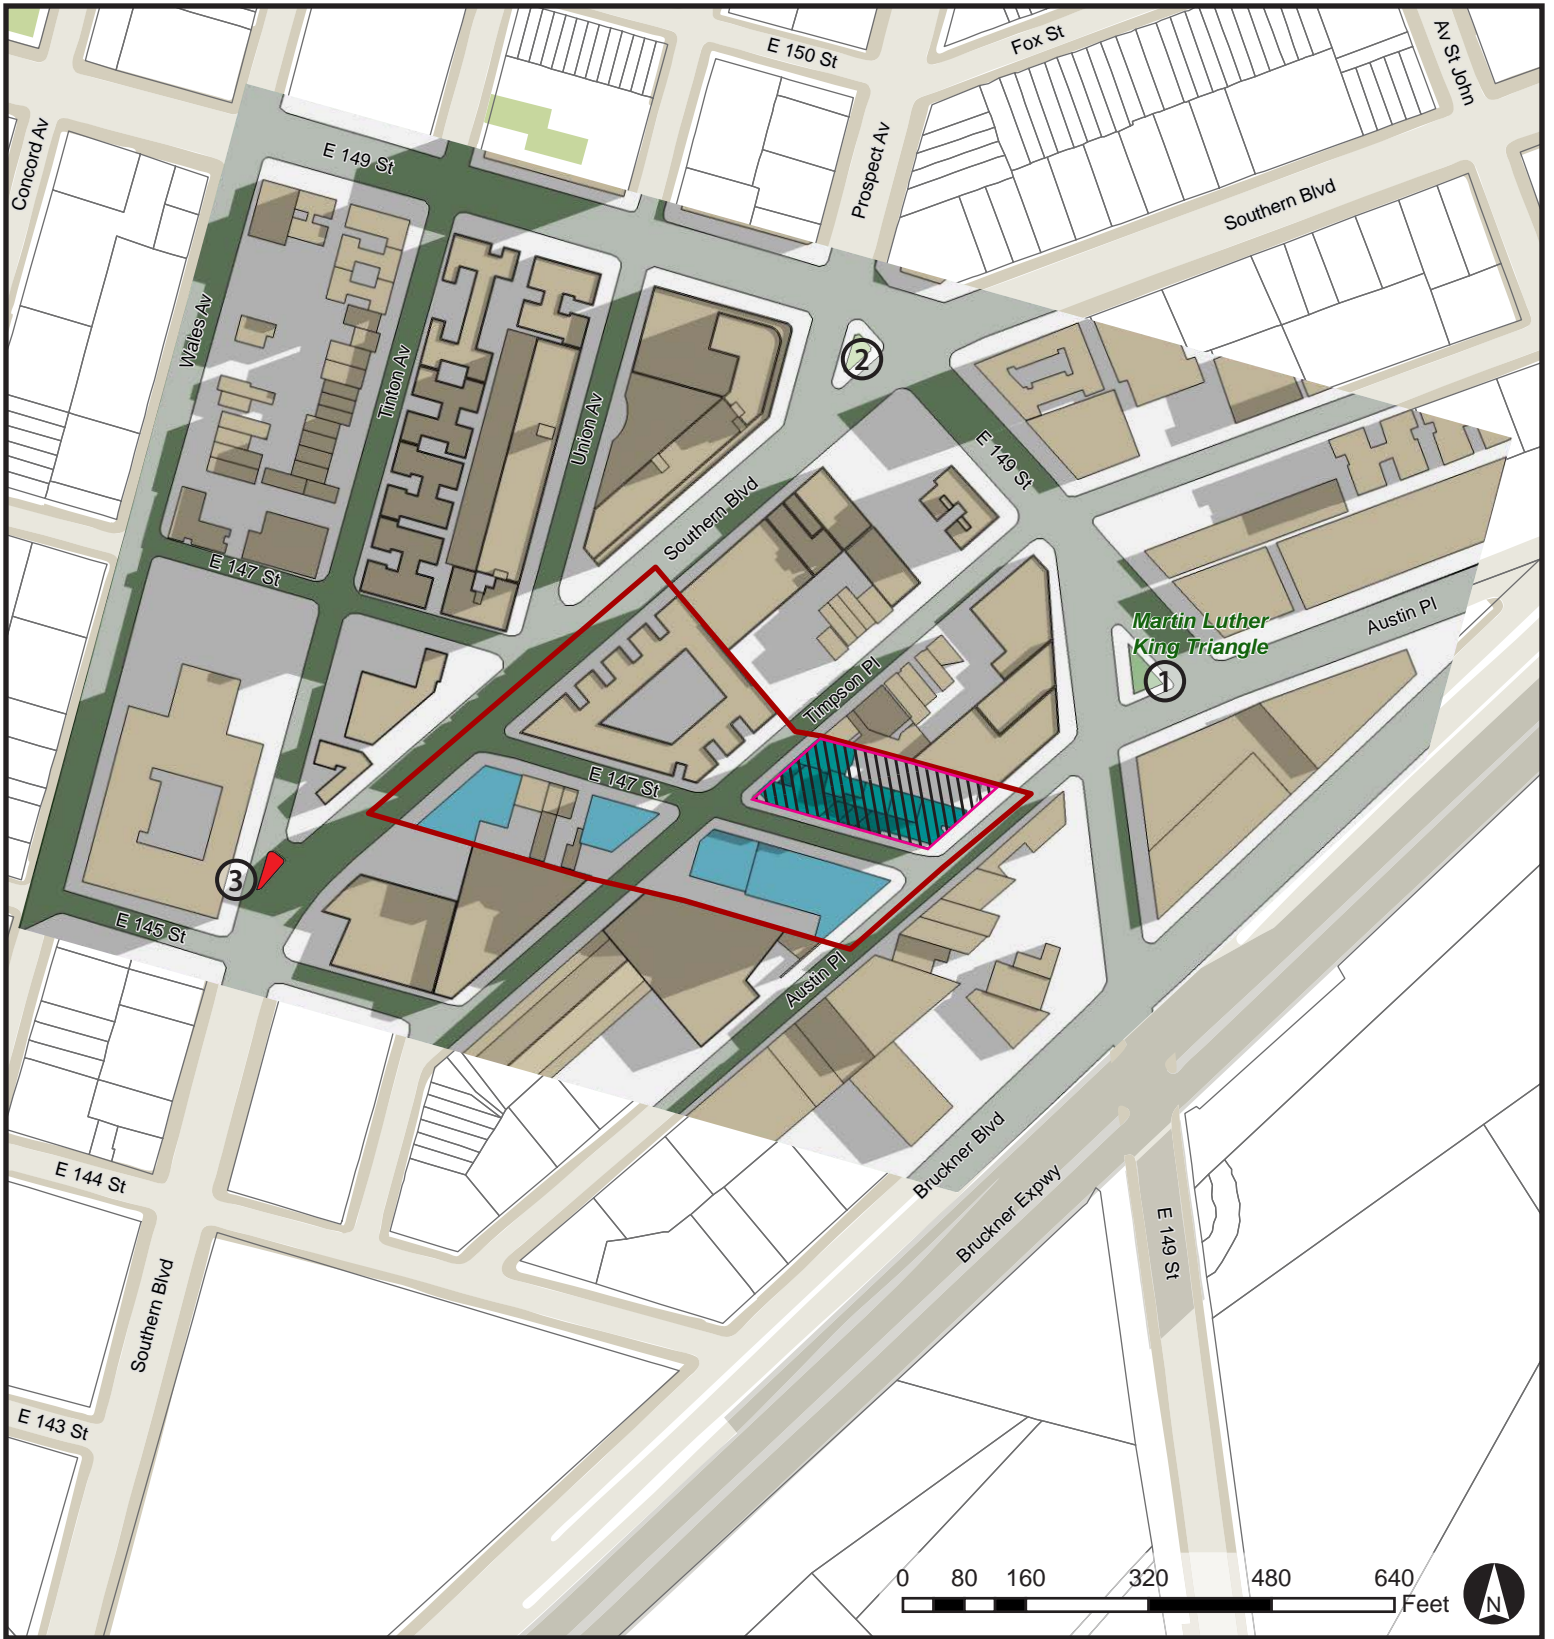 E 150 St
Fox St
Av St John
Concord Av
E 149 St
Prospect Av
Southern Blvd
Wales Av
Tinton Av
Union Av
2
E 149 St
Southern Blvd
E 147 St
Martin Luther
King Triangle
Austin Pl
1
Timpson Pl
E 147 St
3
E 145 St
Austin Pl
Bruckner Blvd
E 144 St
Bruckner Expwy
E 149 St
Southern Blvd
E 143 St
0 80 160 320 480 640
Feet
N